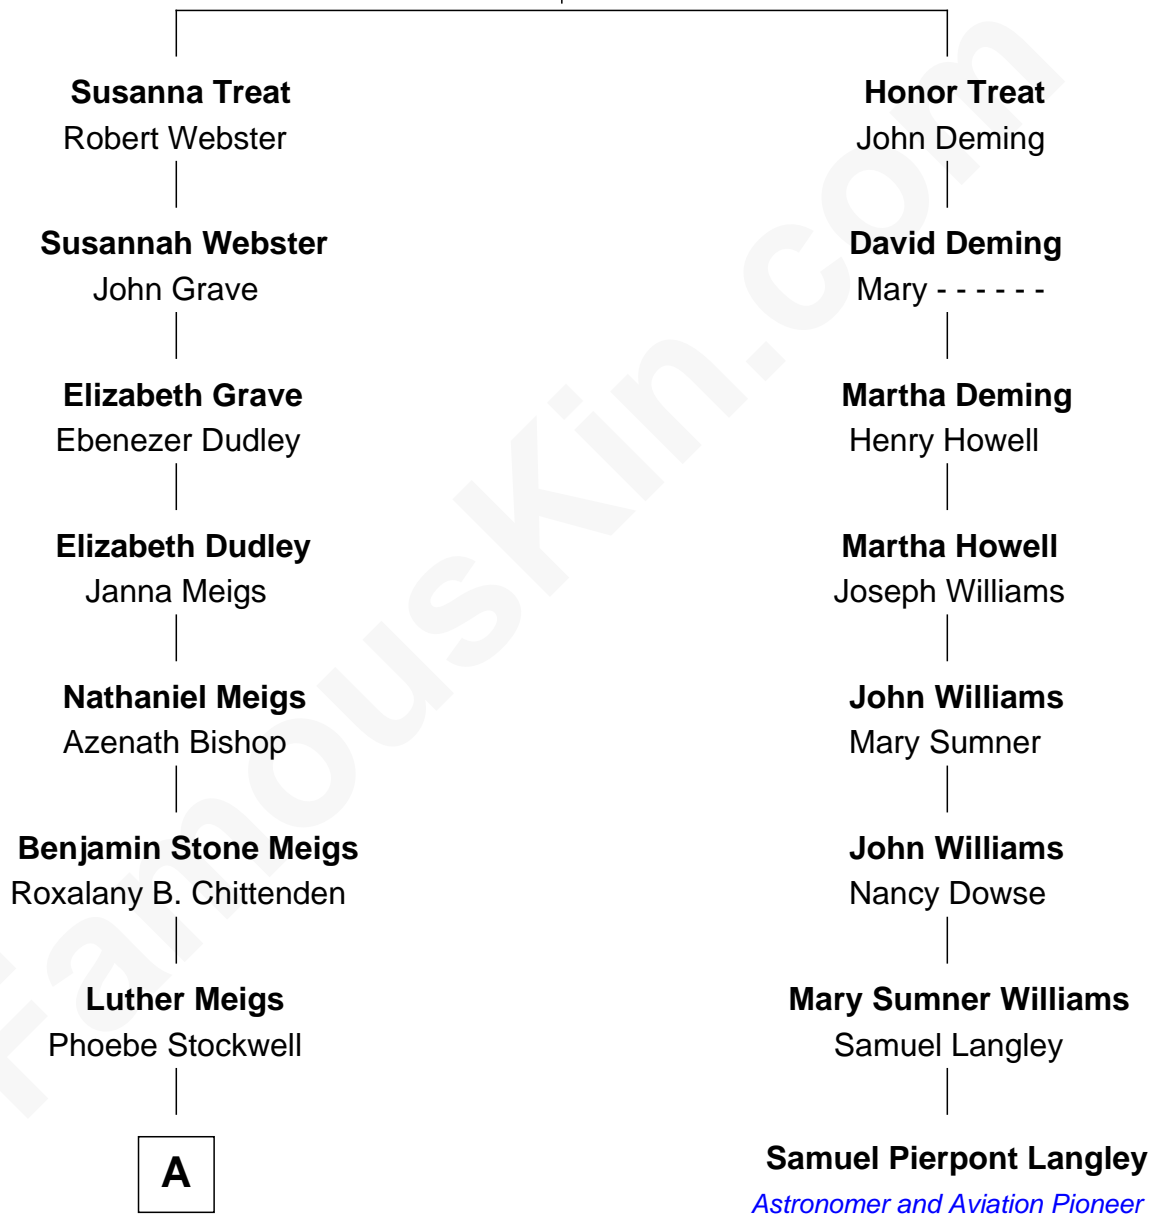 Susanna Treat
Robert Webster
Susannah Webster
John Grave
Elizabeth Grave
Ebenezer Dudley
Elizabeth Dudley
Janna Meigs
Nathaniel Meigs
Azenath Bishop
Benjamin Stone Meigs
Roxalany B. Chittenden
Luther Meigs
Phoebe Stockwell
A
Honor Treat
John Deming
David Deming
Mary - - - - - -
Martha Deming
Henry Howell
Martha Howell
Joseph Williams
John Williams
Mary Sumner
John Williams
Nancy Dowse
Mary Sumner Williams
Samuel Langley
Samuel Pierpont Langley
Astronomer and Aviation Pioneer
FamousKin.com